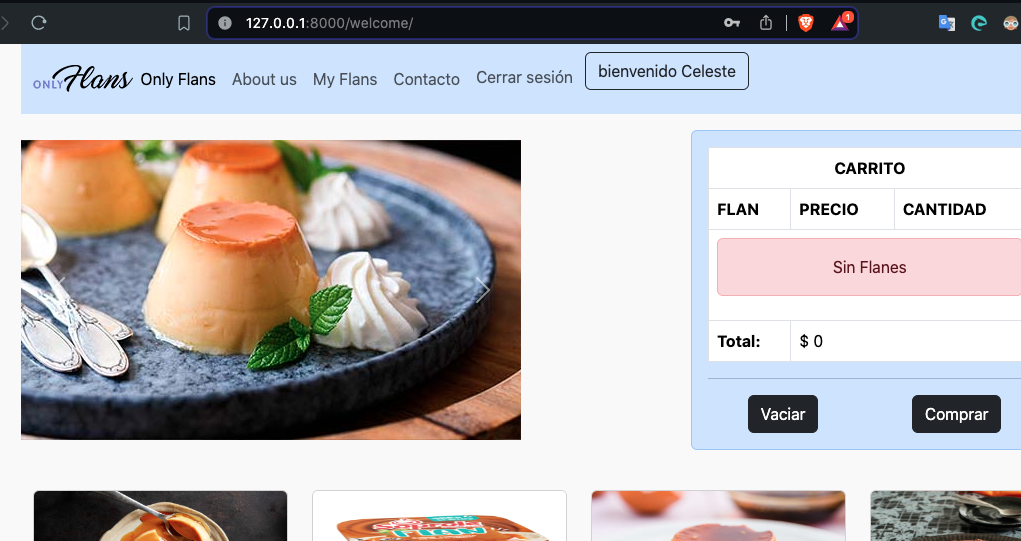 127.0.0.1:8000/welcome/
1
ONLY Flans Only Flans About us My Flans Contacto Cerrar sesión bienvenido Celeste
CARRITO
FLAN PRECIO CANTIDAD
Sin Flanes
Total: $ 0
Vaciar Comprar